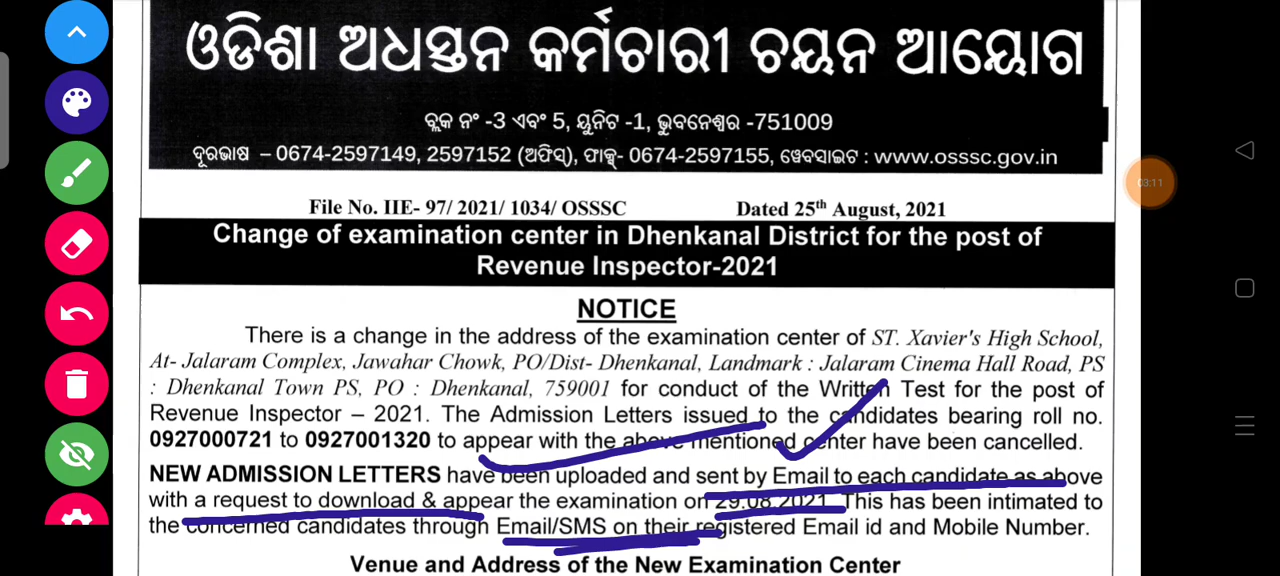 ଓଡିଶା ଅଧସ୍ତନ କର୍ମଚାରୀ ଚୟନ ଆୟୋଗ
ବ୍ଲକ ନଂ -3 ଏବଂ 5, ୟୁନିଟ -1, ଭୁବନେଶ୍ୱର -751009
ଦୂରଭାଷ – 0674-2597149, 2597152 (ଅଫିସ୍), ଫାକ୍ସ- 0674-2597155, ୱେବସାଇଟ : www.osssc.gov.in
03:11
File No. IIE- 97/ 2021/ 1034/ OSSSC Dated 25th August, 2021
Change of examination center in Dhenkanal District for the post of
Revenue Inspector-2021
NOTICE
There is a change in the address of the examination center of ST. Xavier's High School,
At- Jalaram Complex, Jawahar Chowk, PO/Dist- Dhenkanal, Landmark : Jalaram Cinema Hall Road, PS
: Dhenkanal Town PS, PO : Dhenkanal, 759001 for conduct of the Written Test for the post of
Revenue Inspector – 2021. The Admission Letters issued to the candidates bearing roll no.
0927000721 to 0927001320 to appear with the above mentioned center have been cancelled.
NEW ADMISSION LETTERS have been uploaded and sent by Email to each candidate as above
with a request to download & appear the examination on 29.08.2021. This has been intimated to
the concerned candidates through Email/SMS on their registered Email id and Mobile Number.
Venue and Address of the New Examination Center